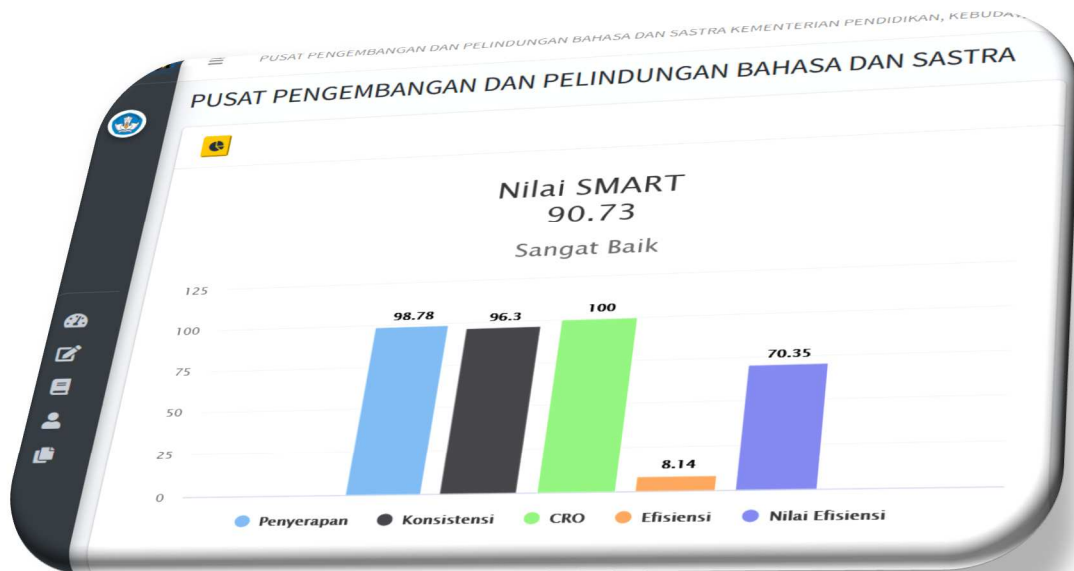 PUSAT PENGEMBANGAN DAN PELINDUNGAN BAHASA DAN SASTRA KEMENTERIAN PENDIDIKAN,
PUSAT PENGEMBANGAN DAN PELINDUNGAN BAHASA DAN SASTRA
Nilai SMART
90.73
Sangat Baik
125
100
75
50
25
0
98.78
96.3
100
8.14
70.35
Penyerapan
Konsistensi
CRO
Efisiensi
Nilai Efisiensi